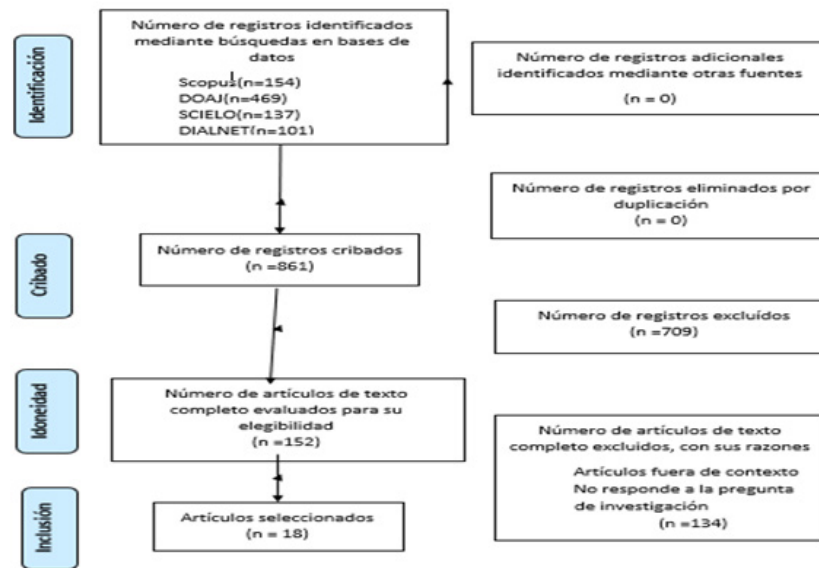 Identificación
Número de registros identificados
mediante búsquedas en bases de
datos
Scopus(n=154)
DOAJ(n=469)
SCIELO(n=137)
DIALNET(n=101)
Número de registros adicionales
identificados mediante otras fuentes
(n = 0)
Número de registros eliminados por
duplicación
(n = 0)
Cribado
Número de registros cribados
(n =861)
Número de registros excluídos
(n =709)
Idoneidad
Número de artículos de texto
completo evaluados para su
elegibilidad
(n =152)
Número de artículos de texto
completo excluidos, con sus razones
Artículos fuera de contexto
No responde a la pregunta
de investigación
(n =134)
Inclusión
Artículos seleccionados
(n = 18)